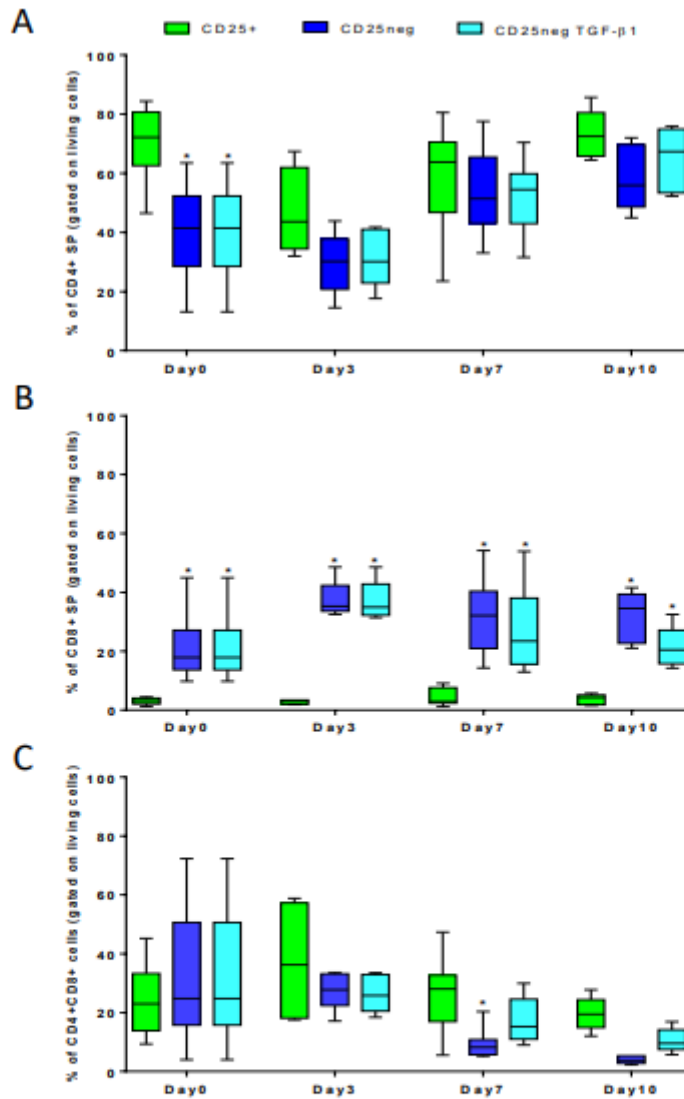 A
CD25+ CD25neg CD25neg TGF-β1
% of CD4+ SP (gated on living cells)
100
80
60
40
20
0
* *
Day0 Day3 Day7 Day10
B
% of CD8+ SP (gated on living cells)
100
80
60
40
20
0
* * * * * * * *
Day0 Day3 Day7 Day10
C
% of CD4+CD8+ cells (gated on living cells)
100
80
60
40
20
0
*
Day0 Day3 Day7 Day10